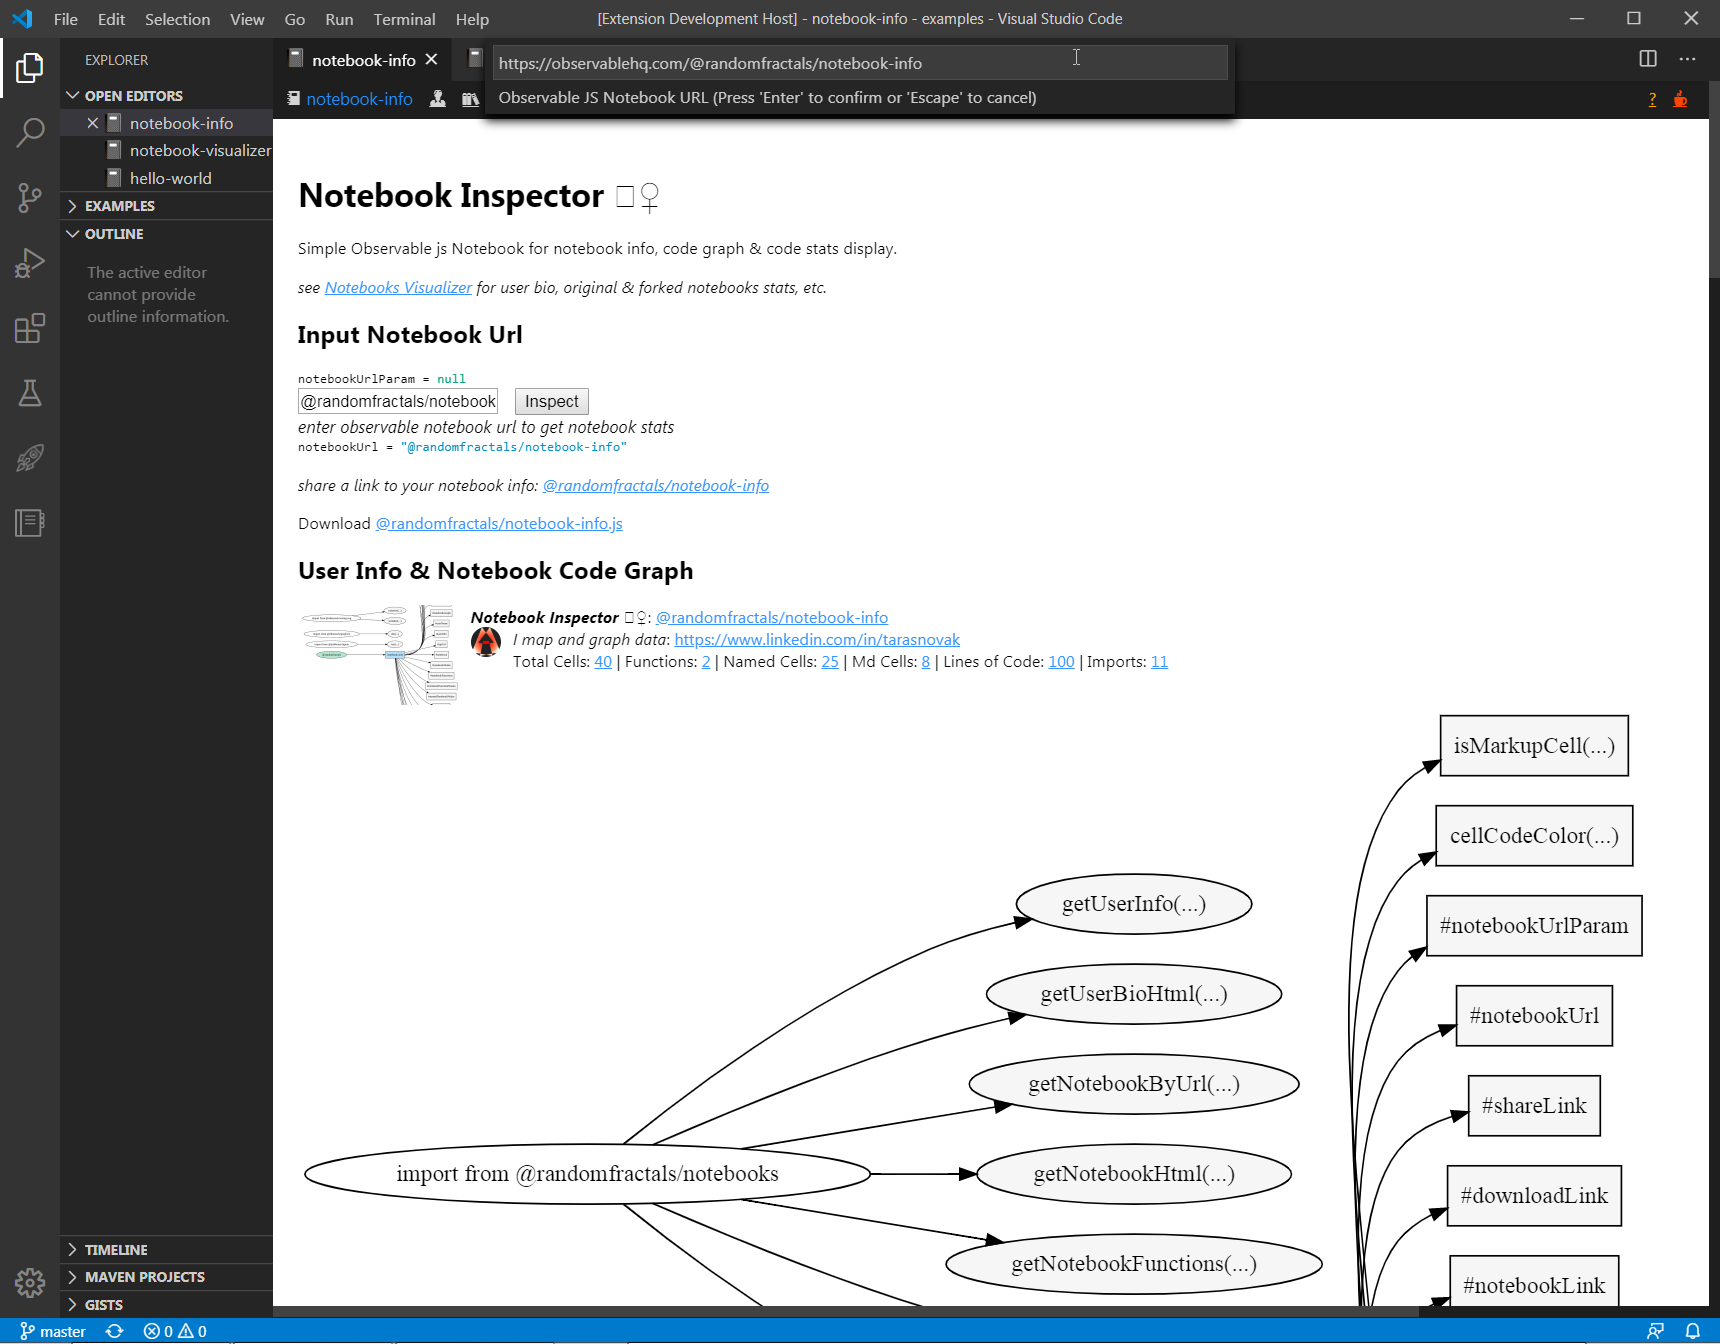 File Edit Selection View Go Run Terminal Help [Extension Development Host] - notebook-info - examples - Visual Studio Code
EXPLORER
OPEN EDITORS
notebook-info
notebook-visualizer
hello-world
EXAMPLES
OUTLINE
The active editor
cannot provide
outline information.
TIMELINE
MAVEN PROJECTS
GISTS
notebook-info
https://observablehq.com/@randomfractals/notebook-info
Observable JS Notebook URL (Press 'Enter' to confirm or 'Escape' to cancel)
notebook-info
?
Notebook Inspector ♀
Simple Observable js Notebook for notebook info, code graph & code stats display.
see Notebooks Visualizer for user bio, original & forked notebooks stats, etc.
Input Notebook Url
notebookUrlParam = null
@randomfractals/notebook Inspect
enter observable notebook url to get notebook stats
notebookUrl = "@randomfractals/notebook-info"
share a link to your notebook info: @randomfractals/notebook-info
Download @randomfractals/notebook-info.js
User Info & Notebook Code Graph
Notebook Inspector ♀: @randomfractals/notebook-info
I map and graph data: https://www.linkedin.com/in/tarasnovak
Total Cells: 40 | Functions: 2 | Named Cells: 25 | Md Cells: 8 | Lines of Code: 100 | Imports: 11
import from @randomfractals/notebooks
getUserInfo(...)
getUserBioHtml(...)
getNotebookByUrl(...)
getNotebookHtml(...)
getNotebookFunctions(...)
isMarkupCell(...)
cellCodeColor(...)
#notebookUrlParam
#notebookUrl
#shareLink
#downloadLink
#notebookLink
master 0 0